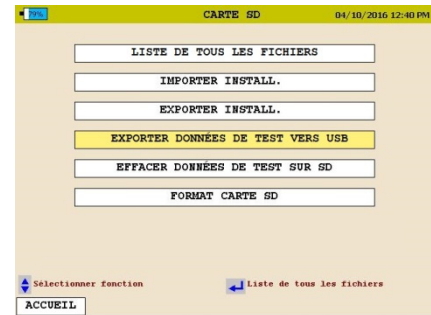 79% CARTE SD 04/10/2016 12:40 PM
LISTE DE TOUS LES FICHIERS
IMPORTER INSTALL.
EXPORTER INSTALL.
EXPORTER DONNÉES DE TEST VERS USB
EFFACER DONNÉES DE TEST SUR SD
FORMAT CARTE SD
Sélectionner fonction Liste de tous les fichiers
ACCUEIL